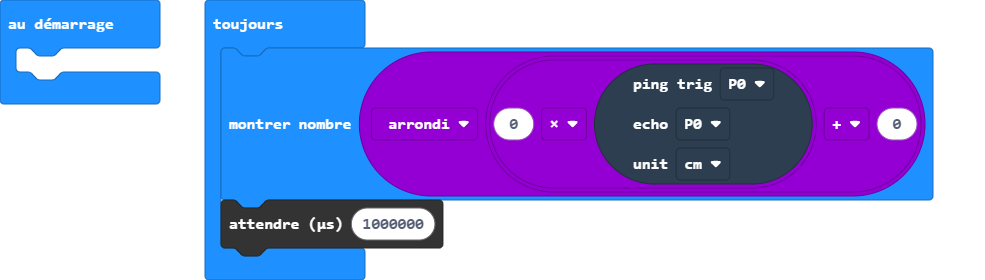 au démarrage
toujours
ping trig P0
montrer nombre arrondi 0 × echo P0 + 0
unit cm
attendre (µs) 1000000